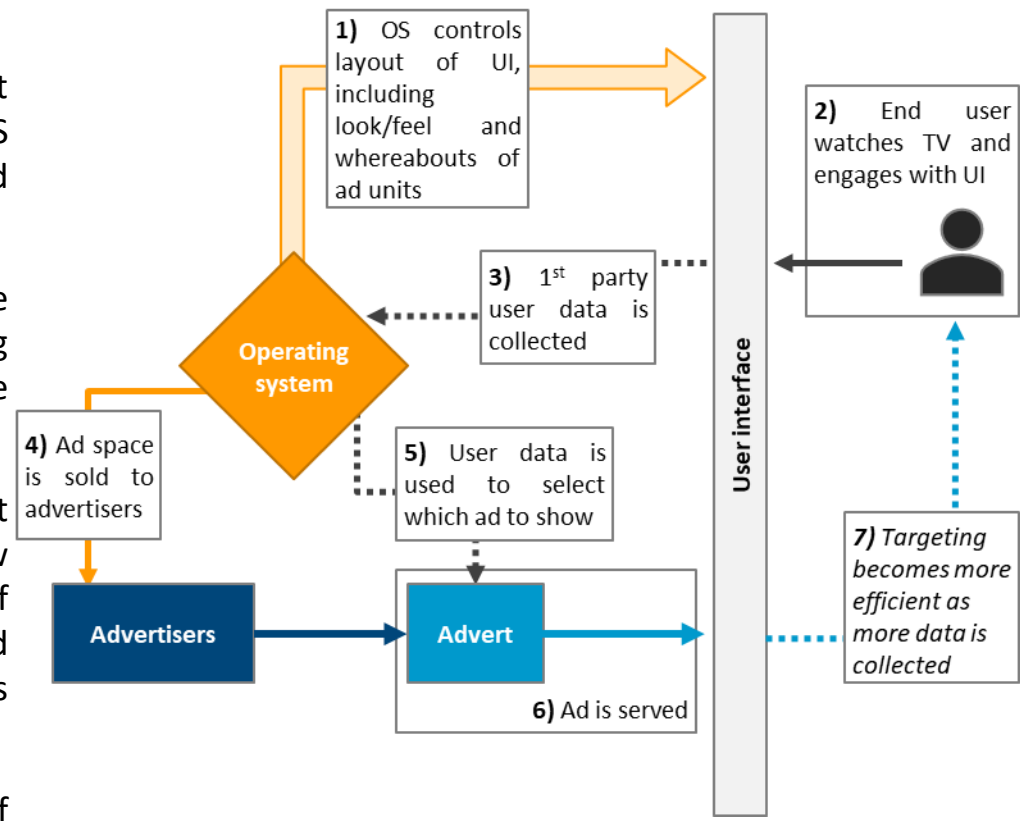 1) OS controls
layout of UI,
including
look/feel and
whereabouts of
ad units
2) End user
watches TV and
engages with UI
3) 1st party
user data is
collected
Operating
system
User interface
4) Ad space
is sold to
advertisers
5) User data is
used to select
which ad to show
7) Targeting
becomes more
efficient as
more data is
collected
Advertisers
Advert
6) Ad is served